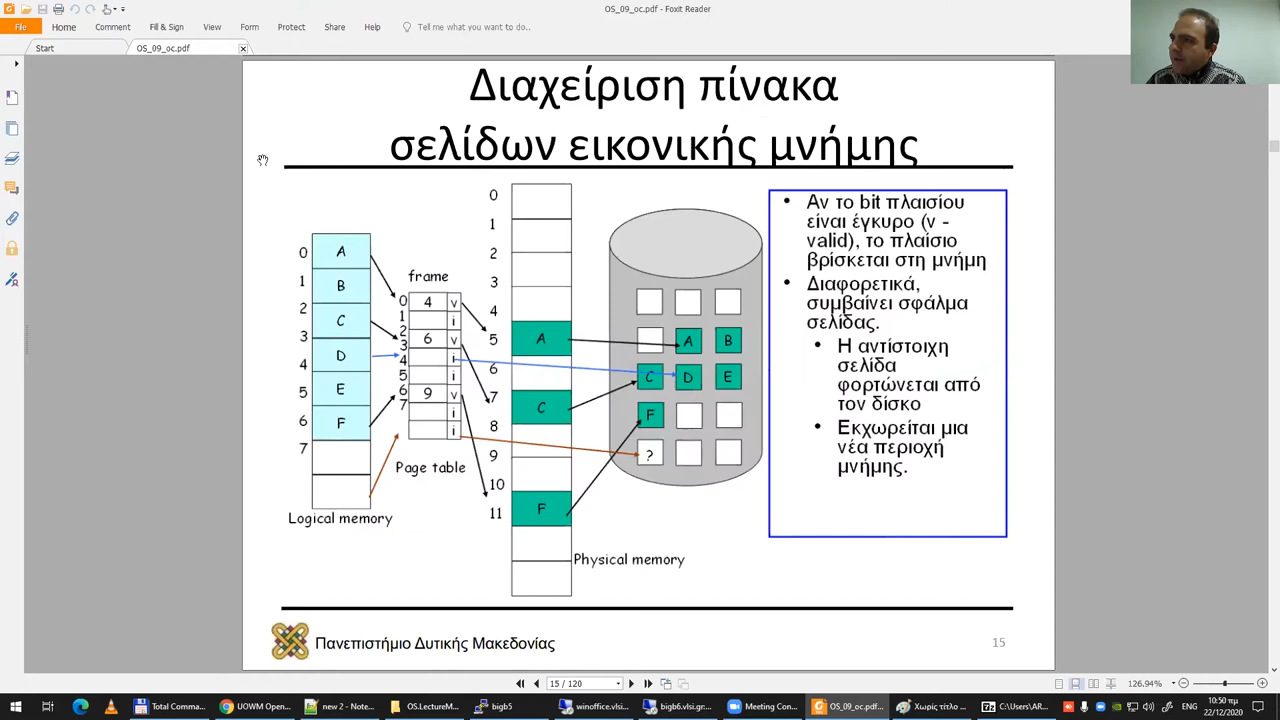 OS_09_oc.pdf - Foxit Reader
File Home Comment Fill & Sign View Form Protect Share Help Tell me what you want to do..
Start OS_09_oc.pdf
Διαχείριση πίνακα
σελίδων εικονικής μνήμης
0 A
1 B
2 C
3 D
4 E
5 F
6
7
Logical memory
frame
0 4 v
1 i
2 6 v
3 i
4 i
5 9 v
6 i
7 i
Page table
0
1
2
3
4
5 A
6
7 C
8
9
10
11 F
Physical memory
A B
C D E
F
?
• Αν το bit πλαισίου
είναι έγκυρο (v -
valid), το πλαίσιο
βρίσκεται στη μνήμη
• Διαφορετικά,
συμβαίνει σφάλμα
σελίδας.
• Η αντίστοιχη
σελίδα
φορτώνεται από
τον δίσκο
• Εκχωρείται μια
νέα περιοχή
μνήμης.
Πανεπιστήμιο Δυτικής Μακεδονίας
15
15 / 120
126.94%
Total Comma... UOWM Open... new 2 - Note... OS.LectureM... bigb5 winoffice.vlsi... bigb6.vlsi.gr:... Meeting Con... OS_09_oc.pdf... Χωρίς τίτλο ... C:\Users\AR... ENG 10:50 πμ
22/12/2020